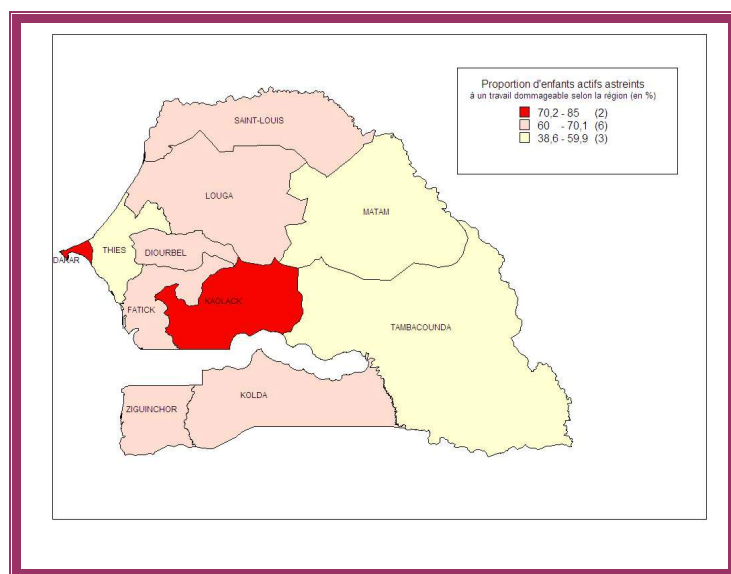 Proportion d'enfants actifs astreints
à un travail dommageable selon la région (en %)
70,2 - 85 (2)
60 - 70,1 (6)
38,6 - 59,9 (3)
SAINT-LOUIS
LOUGA
MATAM
THIES
DIOURBEL
DAKAR
KAOLACK
FATICK
TAMBACOUNDA
KOLDA
ZIGUINCHOR